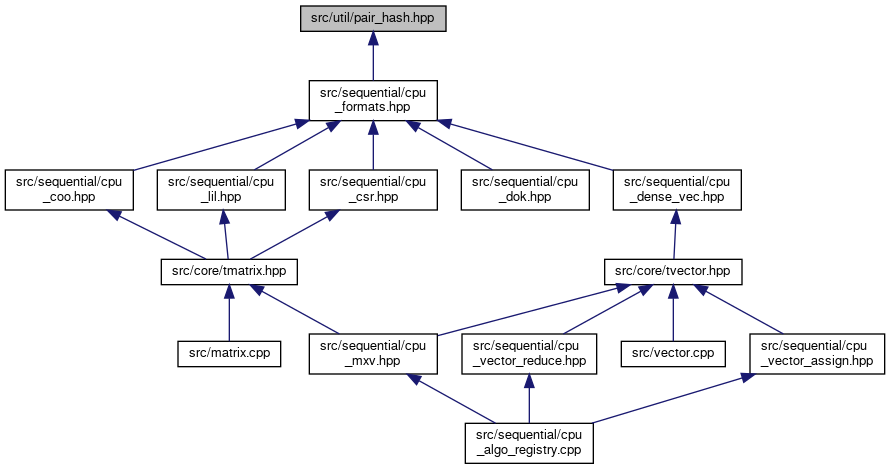 src/util/pair_hash.hpp
src/sequential/cpu
_formats.hpp
src/sequential/cpu
_coo.hpp
src/sequential/cpu
_lil.hpp
src/sequential/cpu
_csr.hpp
src/sequential/cpu
_dok.hpp
src/sequential/cpu
_dense_vec.hpp
src/core/tmatrix.hpp
src/core/tvector.hpp
src/matrix.cpp
src/sequential/cpu
_mxv.hpp
src/sequential/cpu
_vector_reduce.hpp
src/vector.cpp
src/sequential/cpu
_vector_assign.hpp
src/sequential/cpu
_algo_registry.cpp